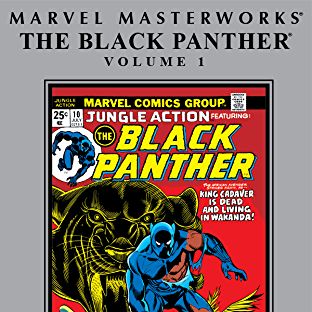 MARVEL MASTERWORKS®
THE BLACK PANTHER®
VOLUME 1
JUNGLE ACTION
MARVEL COMICS GROUP™
25¢
10
JULY
JUNGLE ACTION FEATURING:
THE BLACK
PANTHER
KING CADAVER
IS DEAD
AND LIVING
IN WAKANDA!